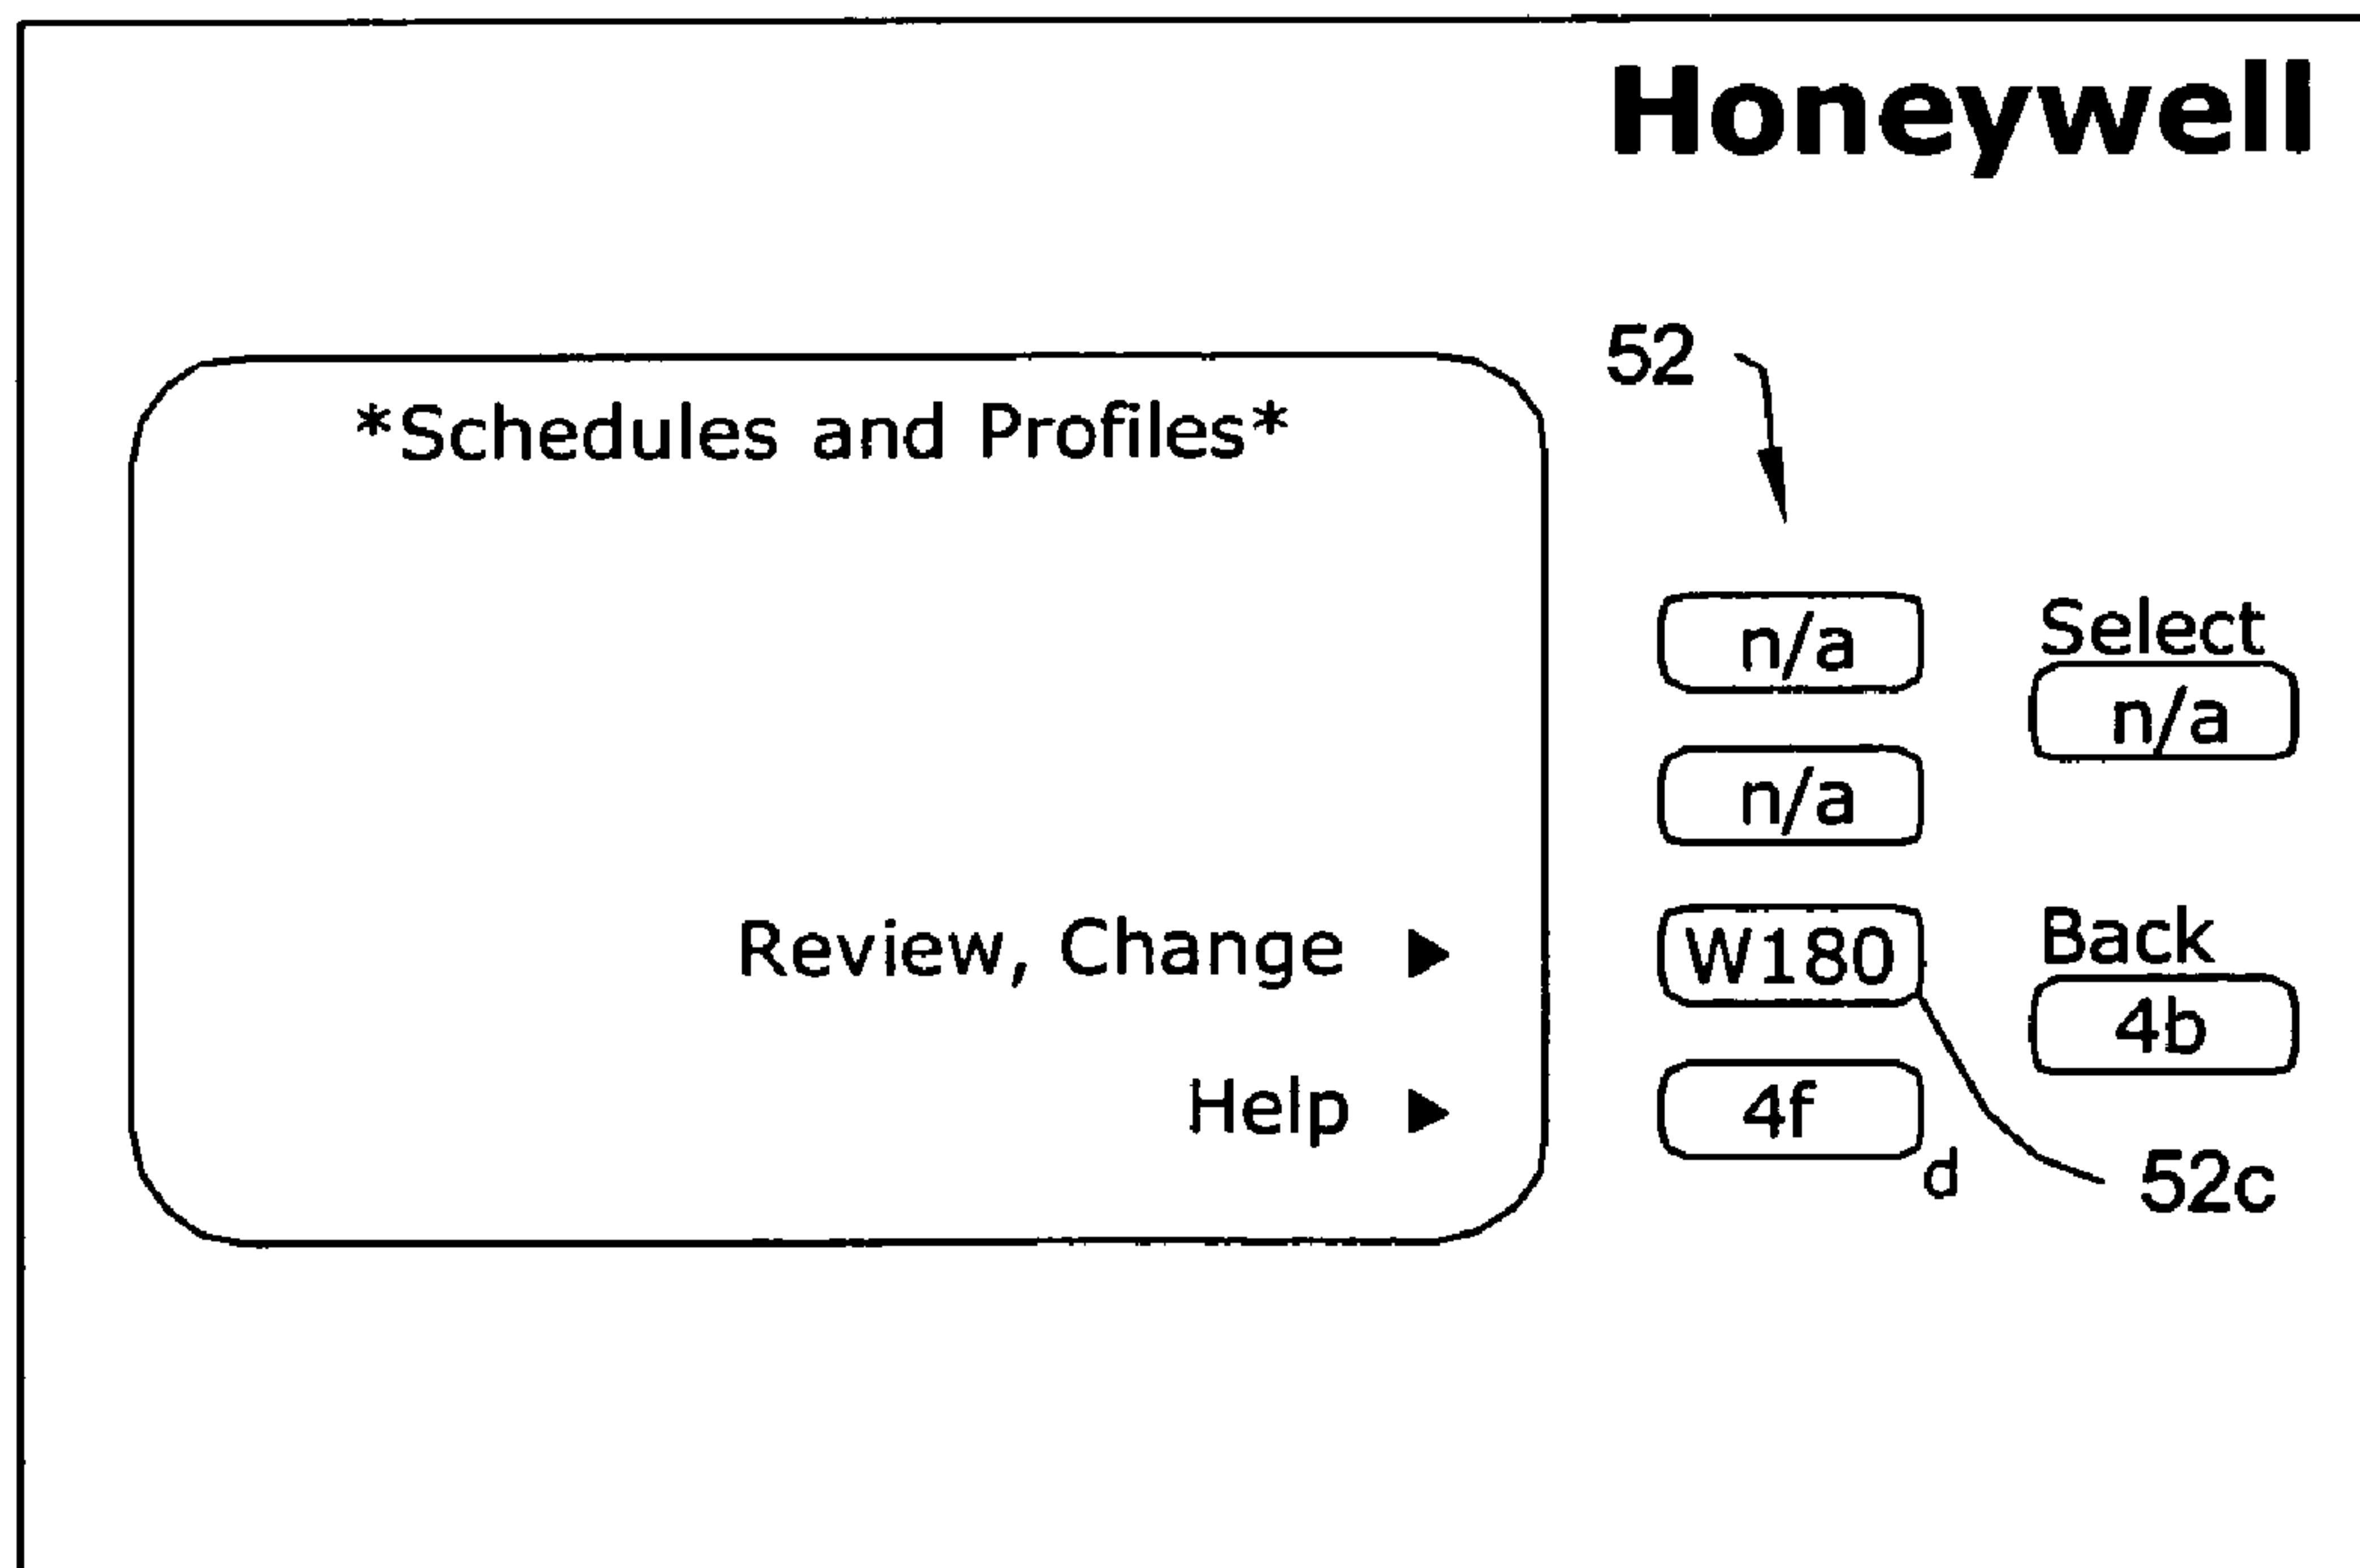 Honeywell
52
*Schedules and Profiles*
n/a
Select
n/a
n/a
Review, Change ▶
W180
Back
4b
Help ▶
4f
d
52c